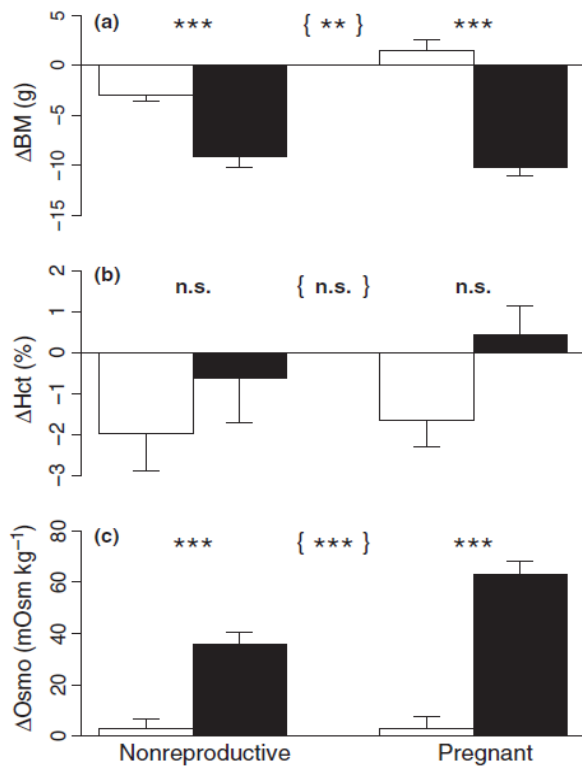 (a) *** { ** } ***
ΔBM (g)
5
0
−5
−10
−15
(b) n.s. { n.s. } n.s.
ΔHct (%)
2
1
0
−1
−2
−3
(c) *** { *** } ***
ΔOsmo (mOsm kg⁻¹)
80
60
40
20
0
Nonreproductive Pregnant